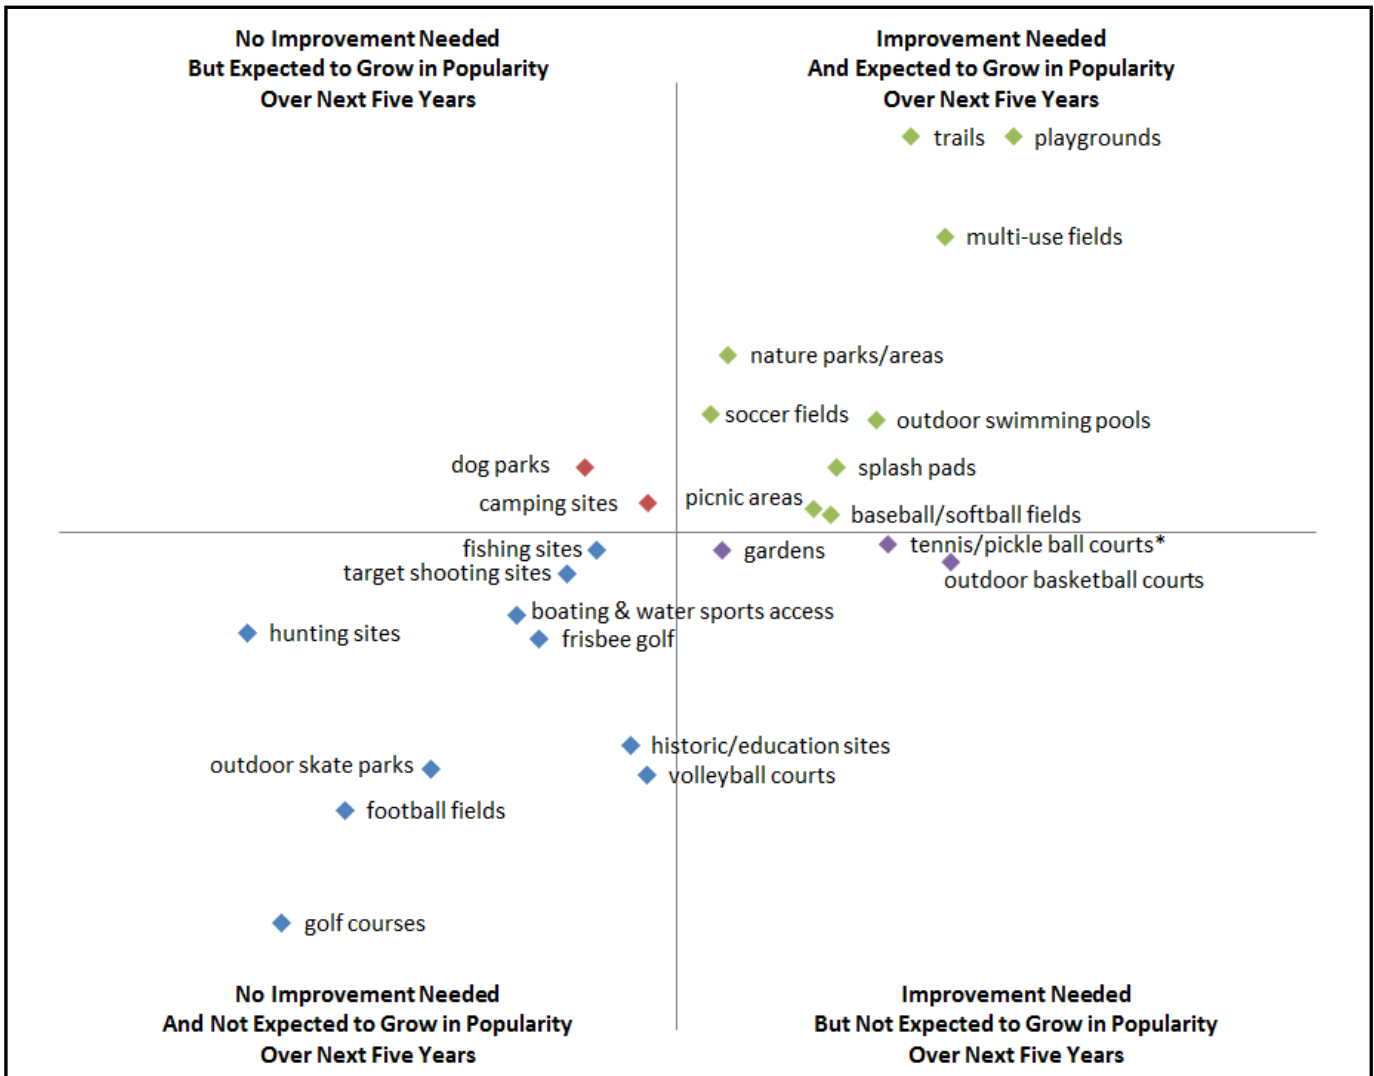 No Improvement Needed
But Expected to Grow in Popularity
Over Next Five Years
Improvement Needed
And Expected to Grow in Popularity
Over Next Five Years
trails
playgrounds
multi-use fields
nature parks/areas
soccer fields
outdoor swimming pools
dog parks
splash pads
camping sites
picnic areas
baseball/softball fields
fishing sites
gardens
tennis/pickle ball courts*
target shooting sites
outdoor basketball courts
boating & water sports access
hunting sites
frisbee golf
historic/education sites
outdoor skate parks
volleyball courts
football fields
golf courses
No Improvement Needed
And Not Expected to Grow in Popularity
Over Next Five Years
Improvement Needed
But Not Expected to Grow in Popularity
Over Next Five Years